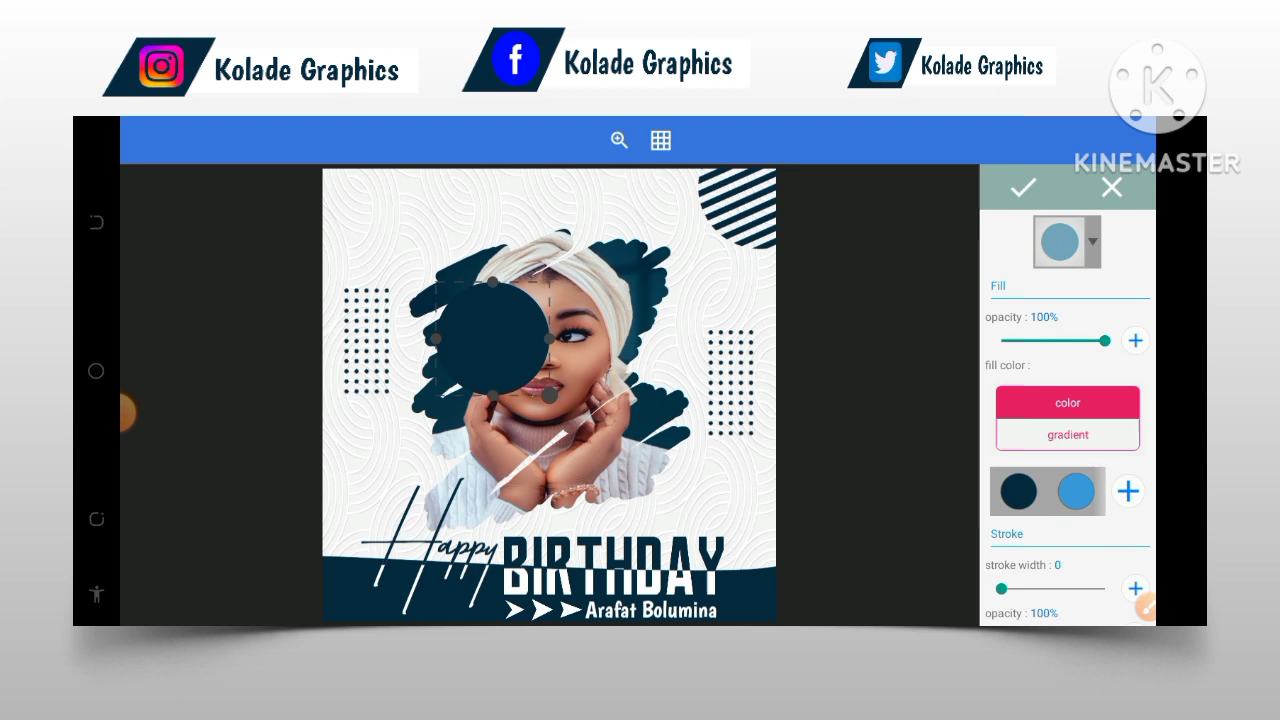 Kolade Graphics
Kolade Graphics
Kolade Graphics
KINEMASTER
Fill
opacity : 100%
fill color :
color
gradient
Stroke
stroke width : 0
opacity : 100%
Happy
BIRTHDAY
Arafat Bolumina